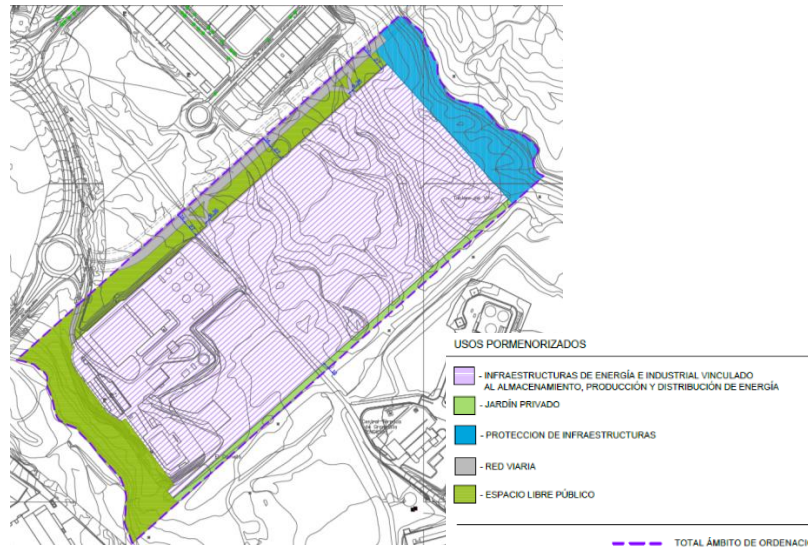 USOS PORMENORIZADOS
- INFRAESTRUCTURAS DE ENERGÍA E INDUSTRIAL VINCULADO
AL ALMACENAMIENTO, PRODUCCIÓN Y DISTRIBUCIÓN DE ENERGÍA
- JARDÍN PRIVADO
- PROTECCION DE INFRAESTRUCTURAS
- RED VIARIA
- ESPACIO LIBRE PÚBLICO
TOTAL ÁMBITO DE ORDENACI